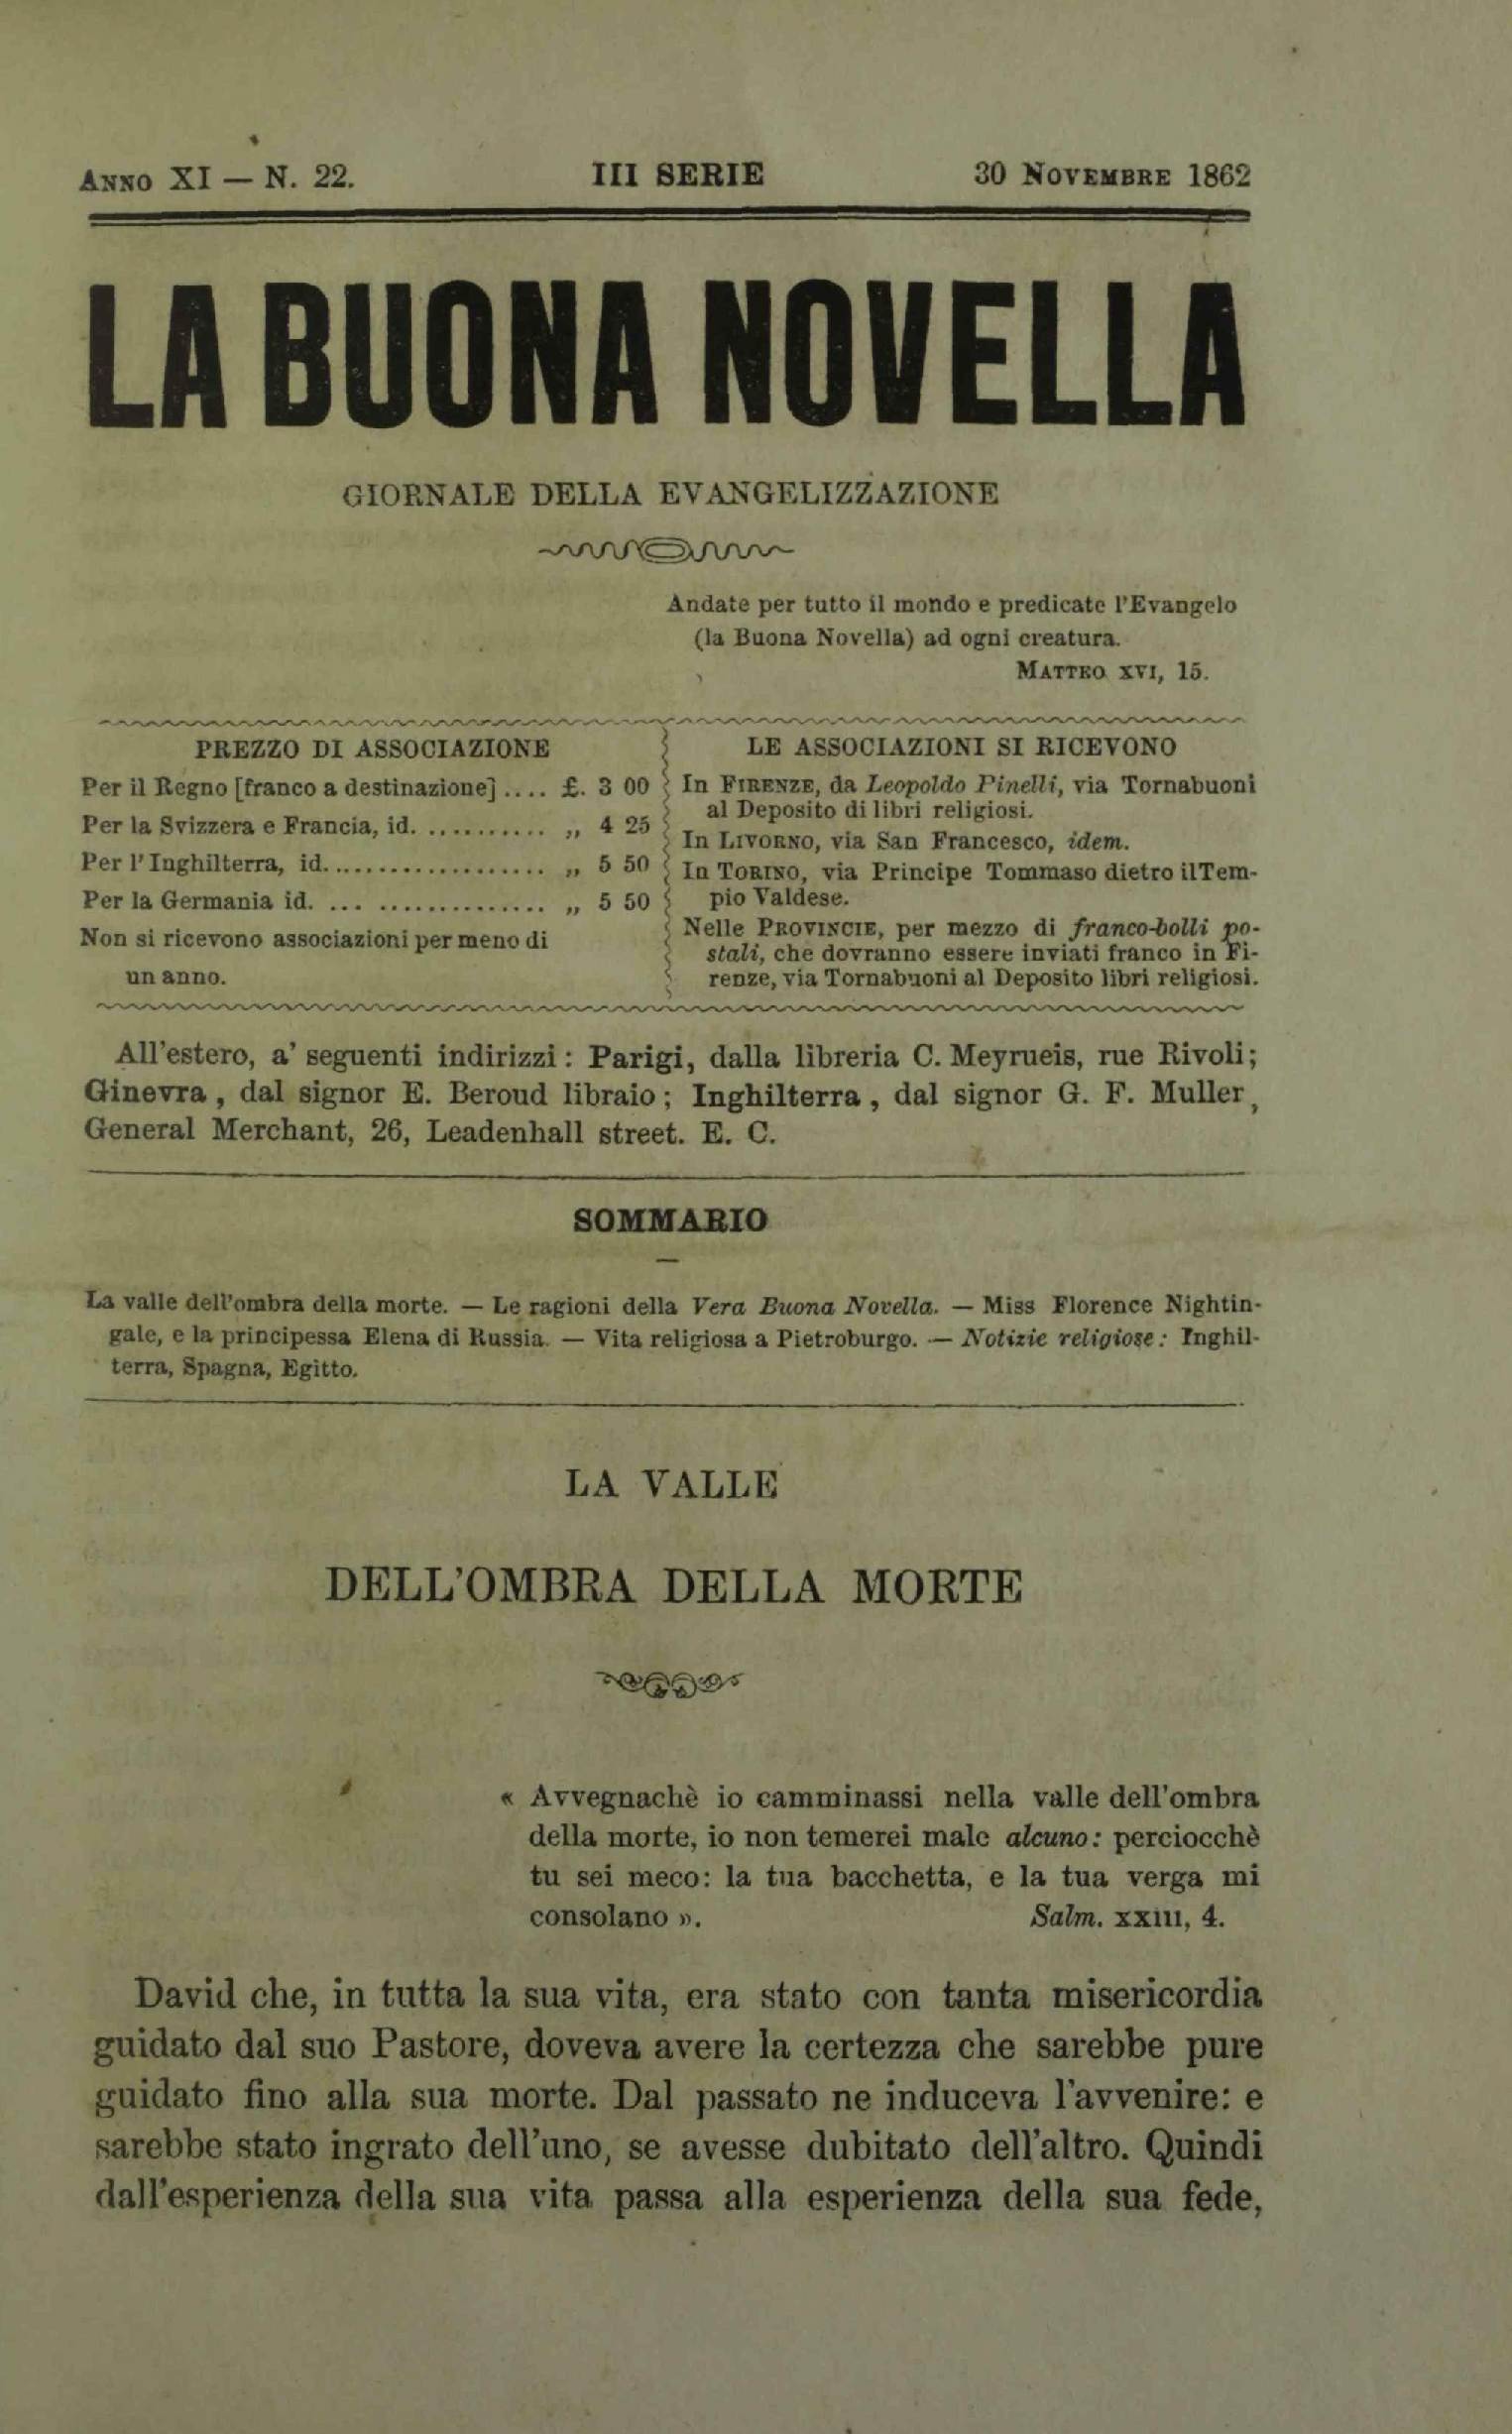 ANNO XI — N. 22.
III SERIE
30 NOVEMBRE 1862
LA BUONA NOVELLA
GIORNALE DELLA EVANGELIZZAZIONE
Andate per tutto il mondo e predicate l'Evangelo
(la Buona Novella) ad ogni creatura.
MATTEO XVI, 15.
PREZZO DI ASSOCIAZIONE
Per il Regno [franco a destinazione] .... £. 3 00
Per la Svizzera e Francia, id. ........... „ 4 25
Per l'Inghilterra, id. ................... „ 5 50
Per la Germania id. ... ............... „ 5 50
Non si ricevono associazioni per meno di
un anno.
LE ASSOCIAZIONI SI RICEVONO
In FIRENZE, da Leopoldo Pinelli, via Tornabuoni
al Deposito di libri religiosi.
In LIVORNO, via San Francesco, idem.
In TORINO, via Principe Tommaso dietro il Tem-
pio Valdese.
Nelle PROVINCIE, per mezzo di franco-bolli po-
stali, che dovranno essere inviati franco in Fi-
renze, via Tornabuoni al Deposito libri religiosi.
All'estero, a' seguenti indirizzi: Parigi, dalla libreria C. Meyrueis, rue Rivoli;
Ginevra, dal signor E. Beroud libraio; Inghilterra, dal signor G. F. Muller,
General Merchant, 26, Leadenhall street. E. C.
SOMMARIO
La valle dell'ombra della morte. — Le ragioni della Vera Buona Novella. — Miss Florence Nightin-
gale, e la principessa Elena di Russia. — Vita religiosa a Pietroburgo. — Notizie religiose: Inghil-
terra, Spagna, Egitto.
LA VALLE
DELL'OMBRA DELLA MORTE
« Avvegnachè io camminassi nella valle dell'ombra
della morte, io non temerei male alcuno: perciocchè
tu sei meco: la tua bacchetta, e la tua verga mi
consolano ». Salm. XXIII, 4.
David che, in tutta la sua vita, era stato con tanta misericordia
guidato dal suo Pastore, doveva avere la certezza che sarebbe pure
guidato fino alla sua morte. Dal passato ne induceva l'avvenire: e
sarebbe stato ingrato dell'uno, se avesse dubitato dell'altro. Quindi
dall'esperienza della sua vita passa alla esperienza della sua fede,